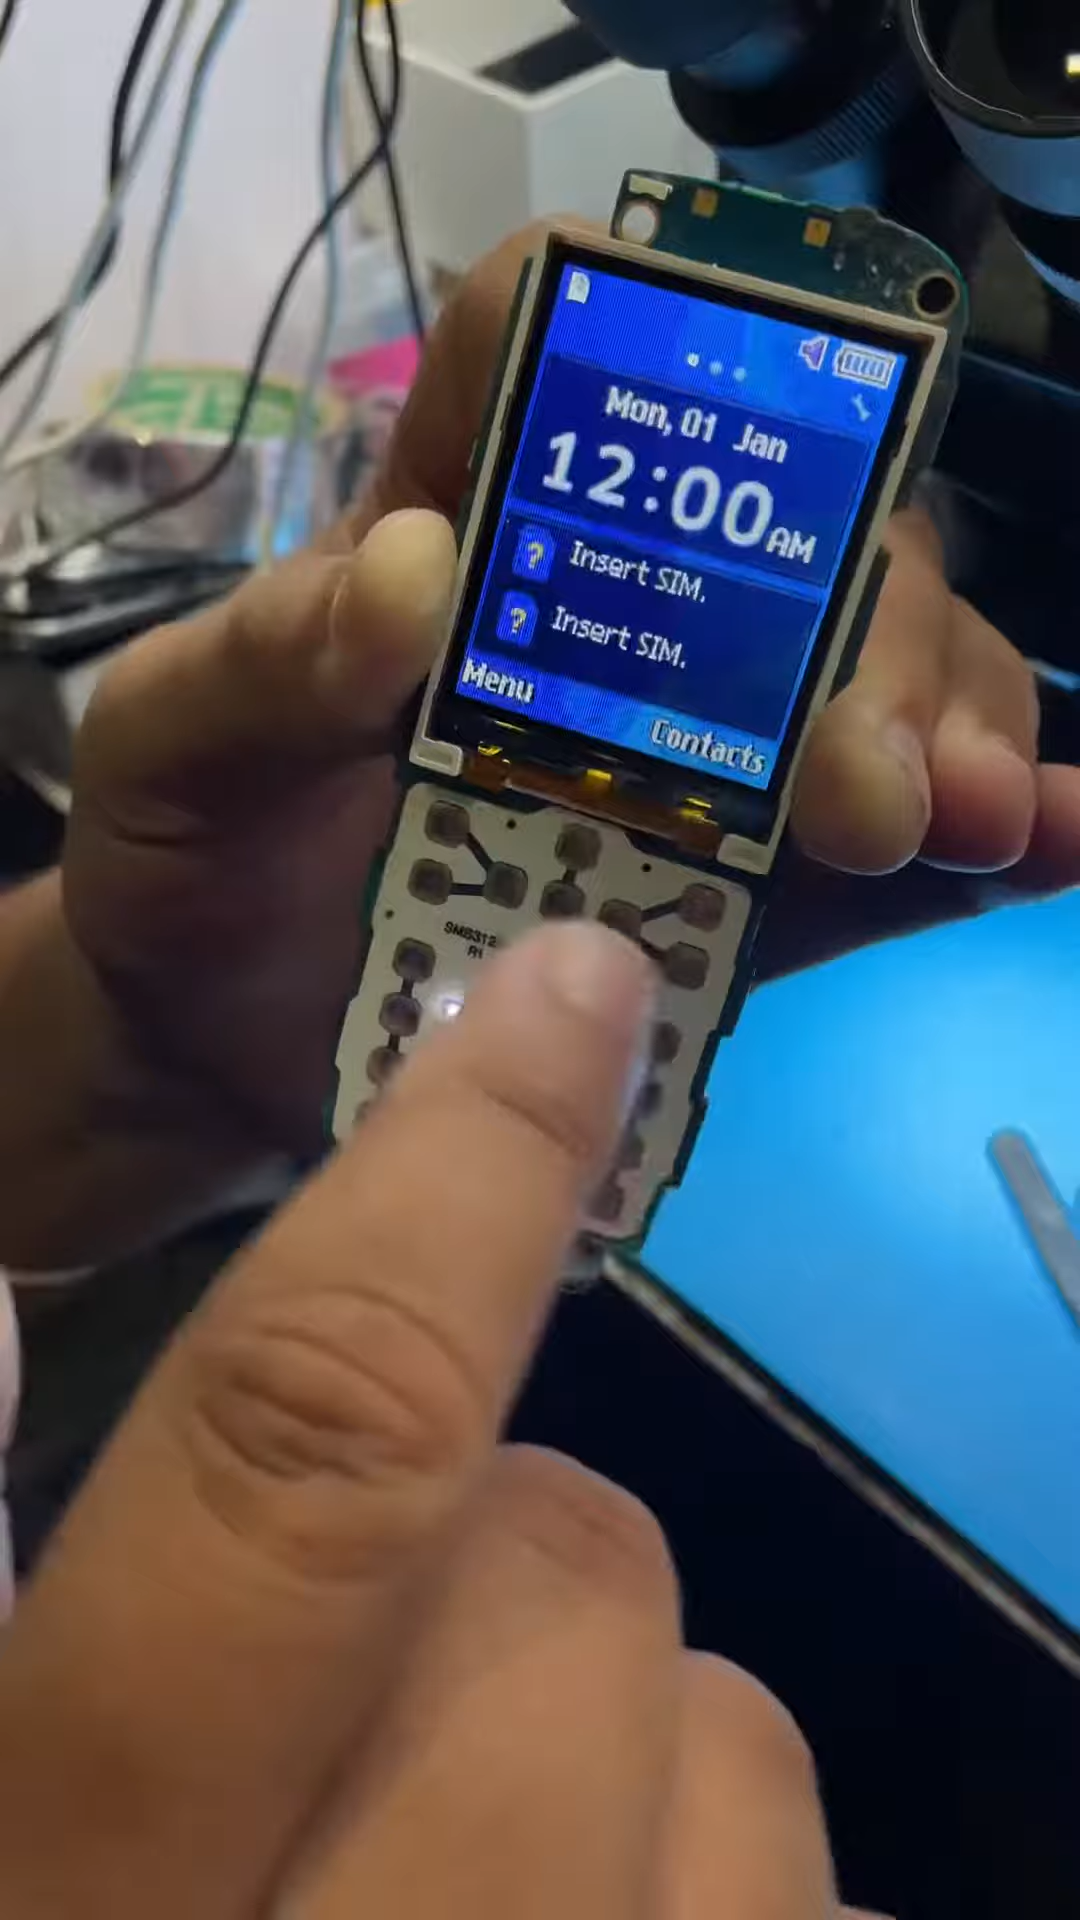 Mon, 01 Jan
12:00AM
Insert SIM.
Insert SIM.
Menu
Contacts